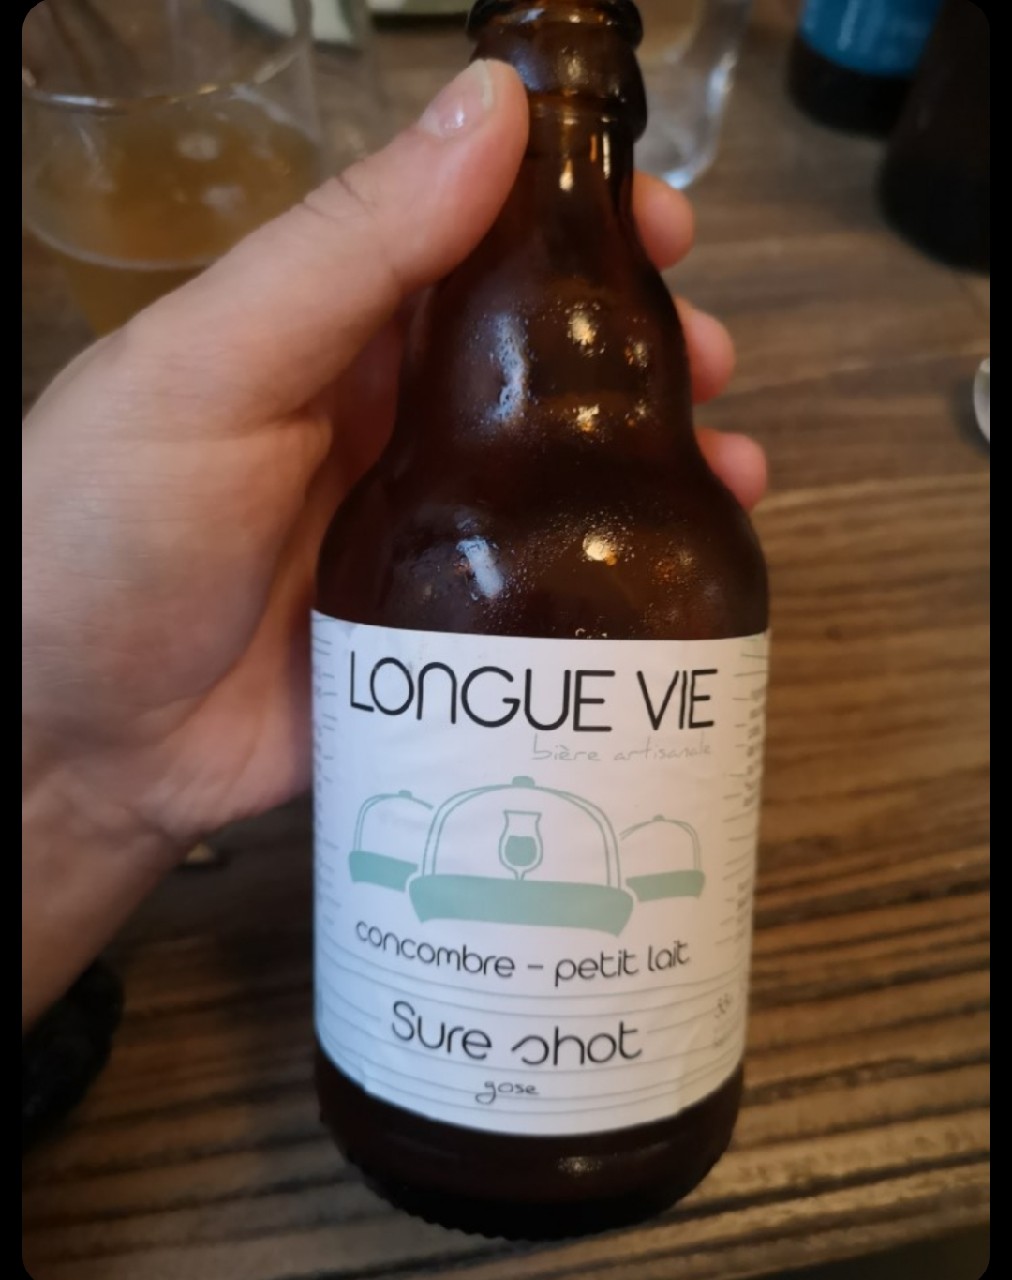 LONGUE VIE
bière artisanale
concombre - petit lait
Sure shot
gose